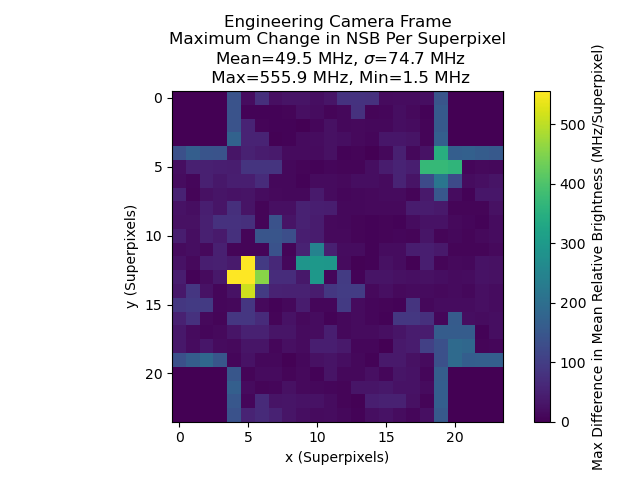 Engineering Camera Frame
Maximum Change in NSB Per Superpixel
Mean=49.5 MHz, σ=74.7 MHz
Max=555.9 MHz, Min=1.5 MHz
0
5
10
15
20
y (Superpixels)
0
5
10
15
20
x (Superpixels)
500
400
300
200
100
0
Max Difference in Mean Relative Brightness (MHz/Superpixel)